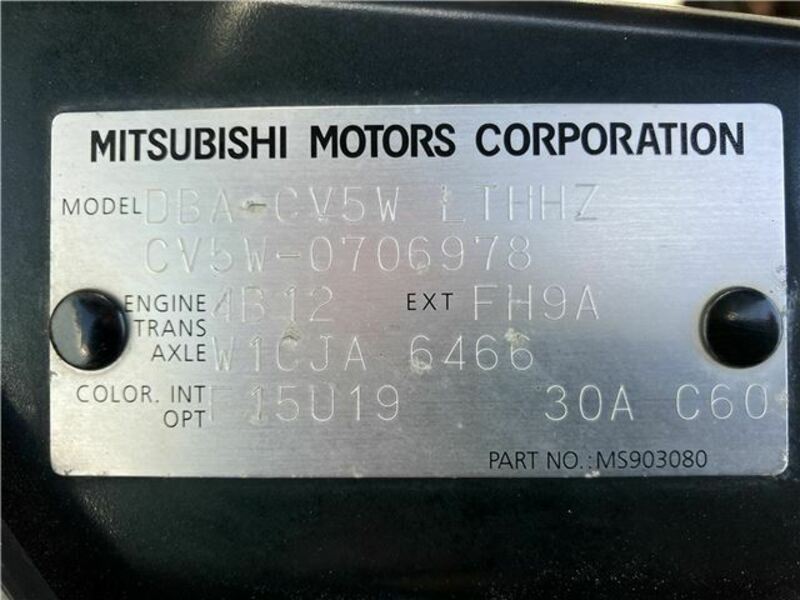 MITSUBISHI MOTORS CORPORATION
MODEL DBA-CV5W LTHHZ
CV5W-0706978
ENGINE 4B12 EXT FH9A
TRANS
AXLE W1CJA 6466
COLOR. INT
OPT 15U19 30A C60
PART NO.:MS903080